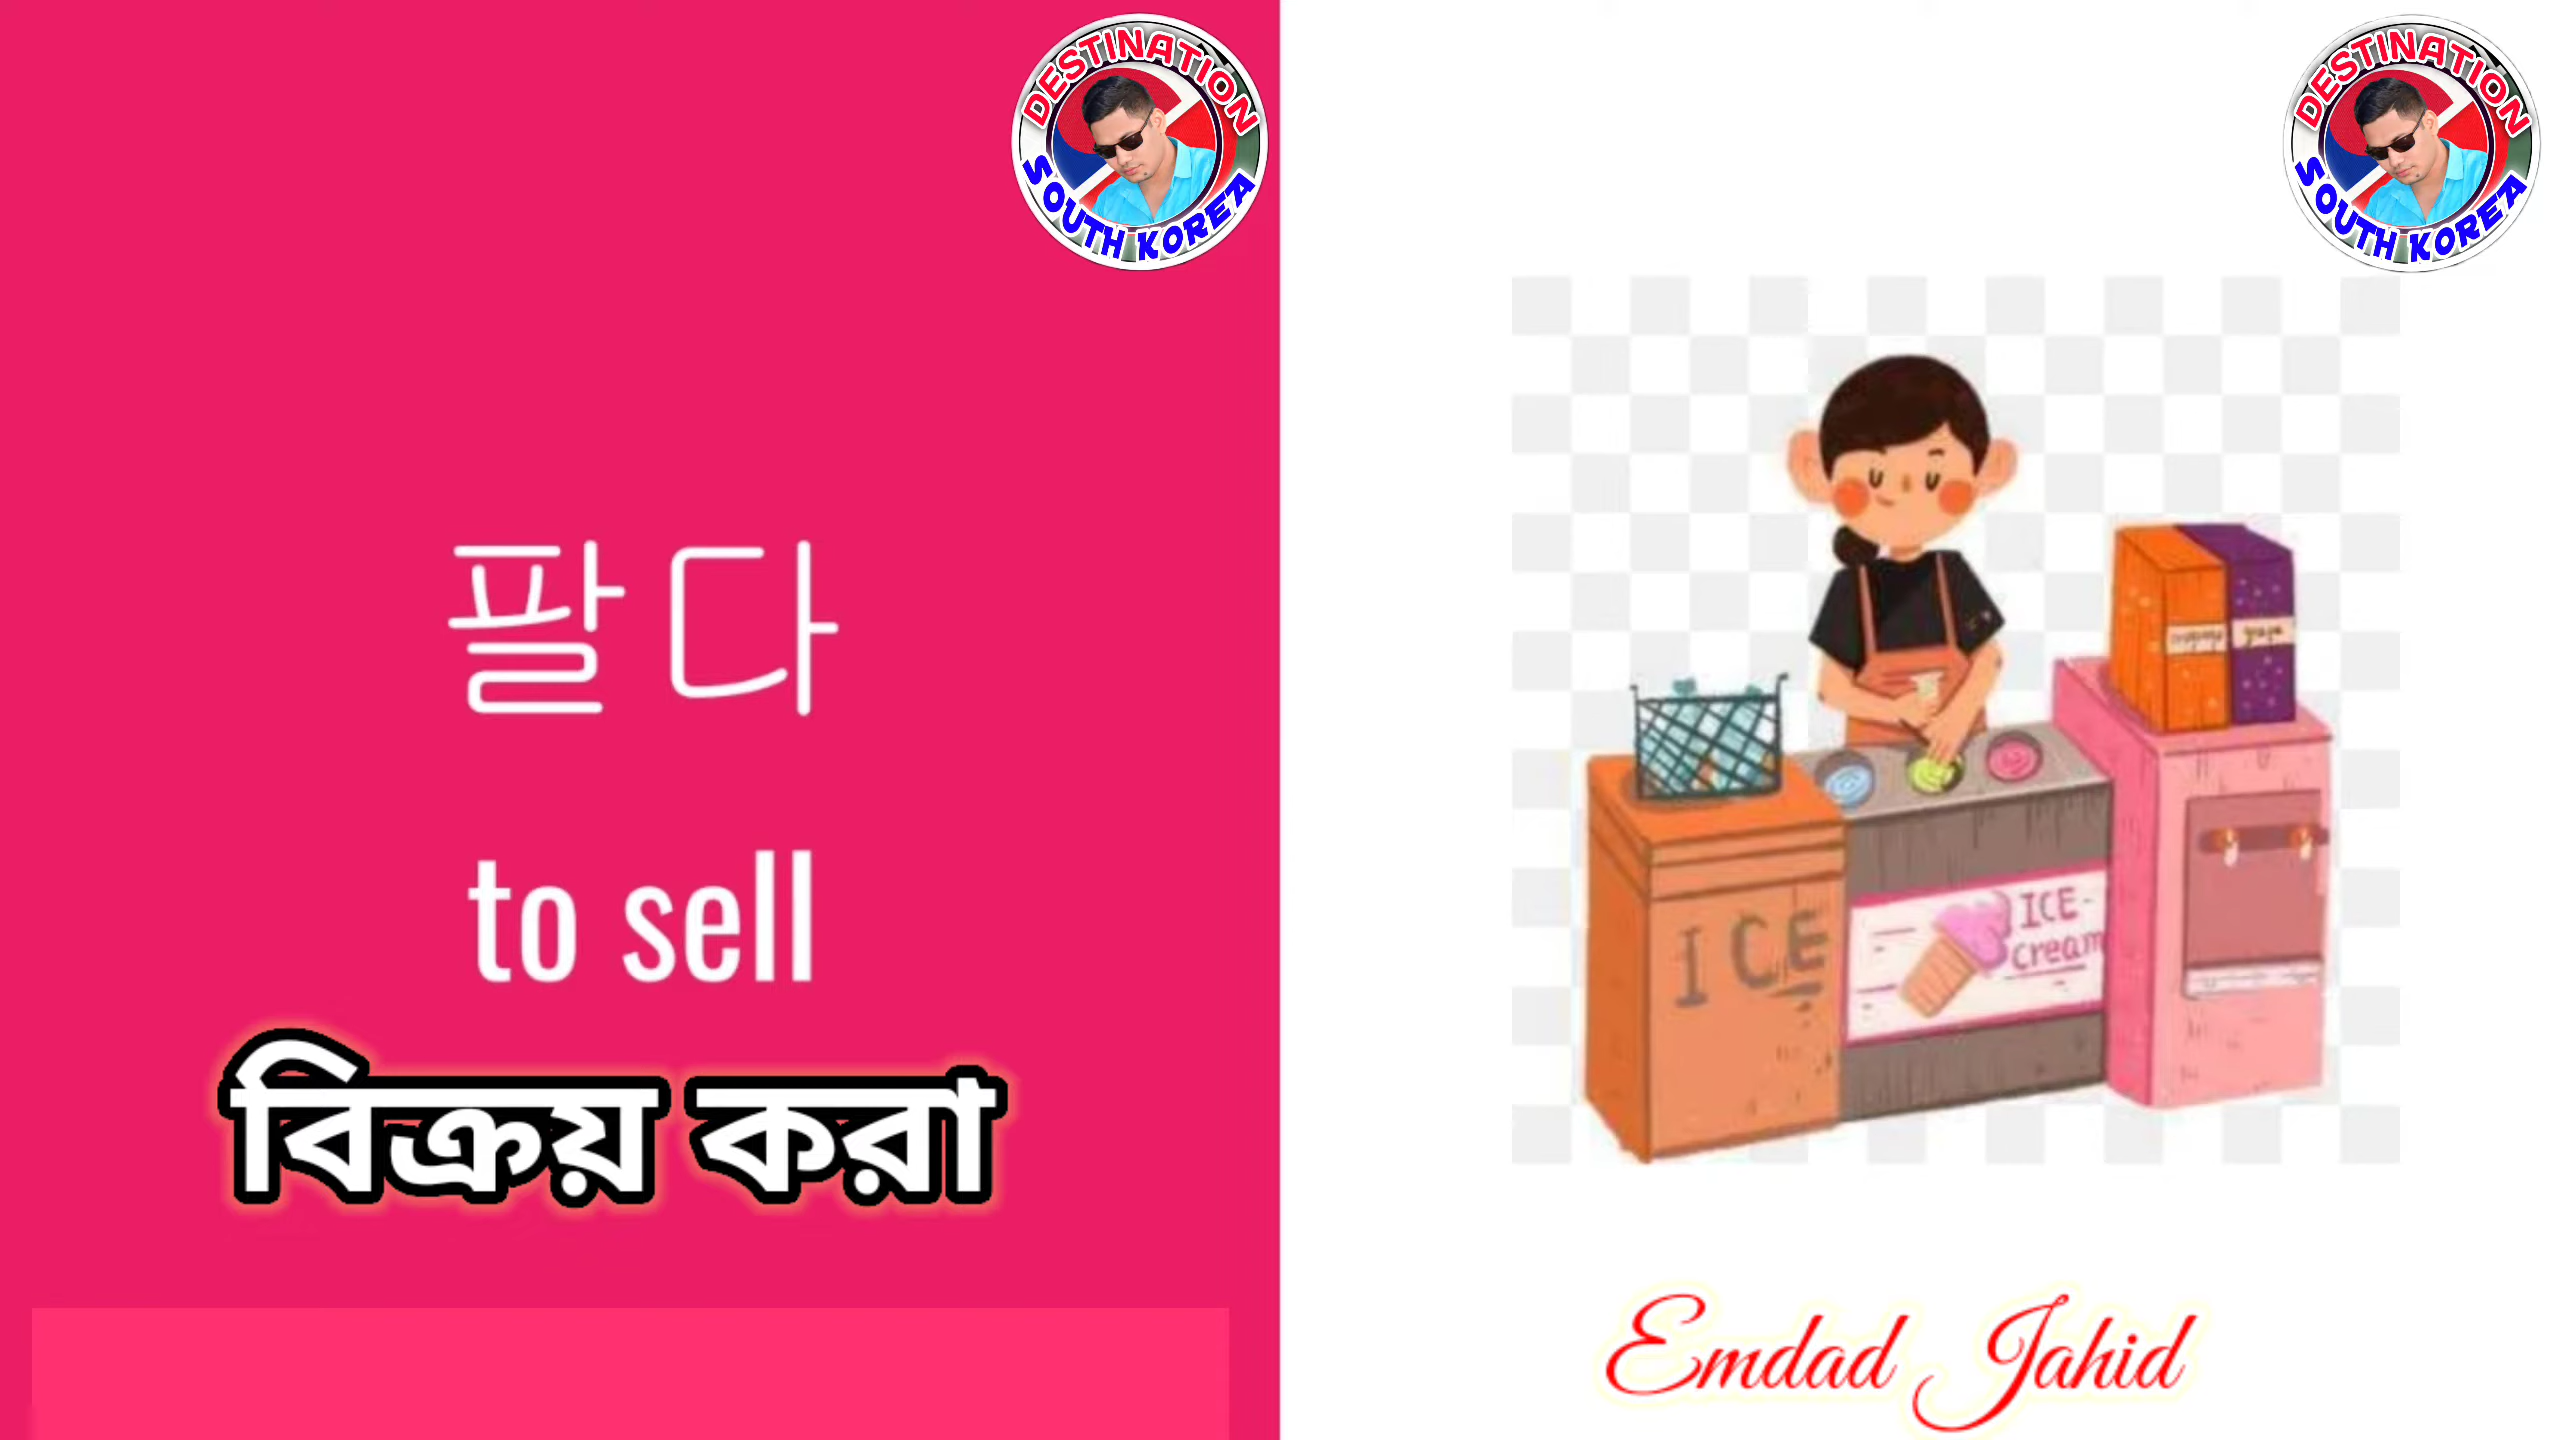 DESTINATION
SOUTH KOREA
DESTINATION
SOUTH KOREA
팔다
to sell
বিক্রয় করা
ICE
ICE-
cream
Emdad Jahid